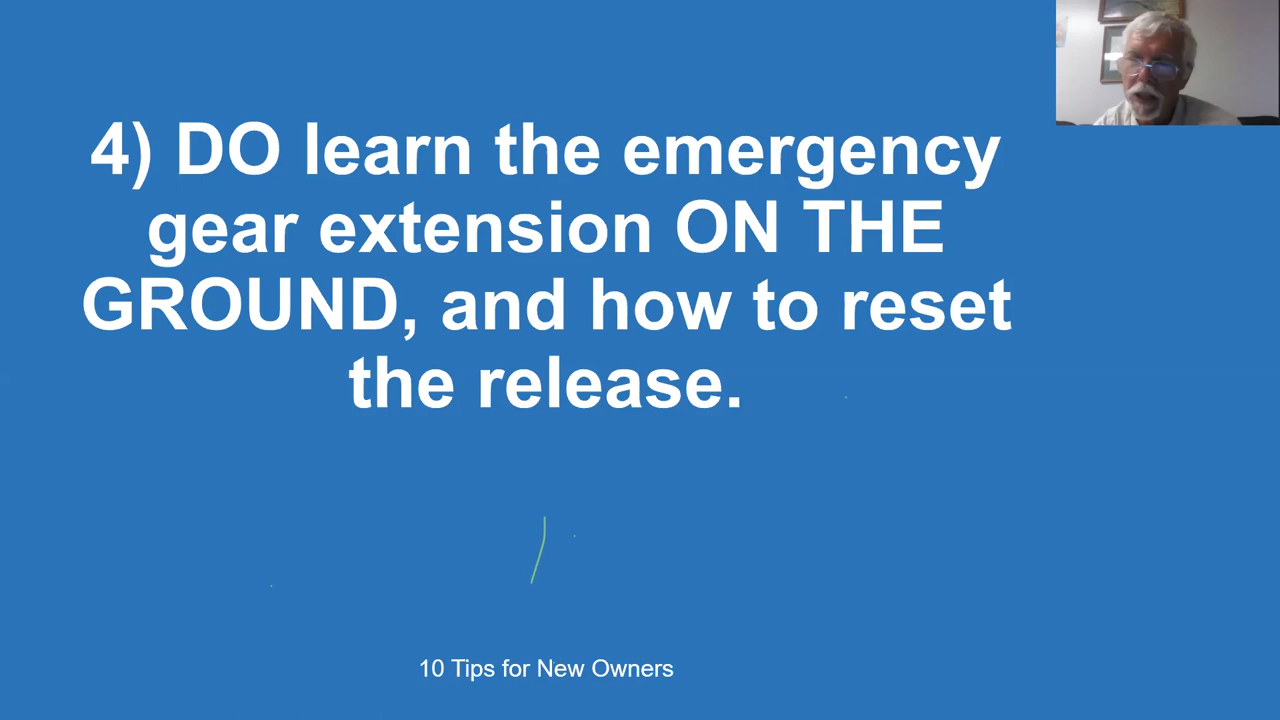 4) DO learn the emergency
gear extension ON THE
GROUND, and how to reset
the release.
10 Tips for New Owners